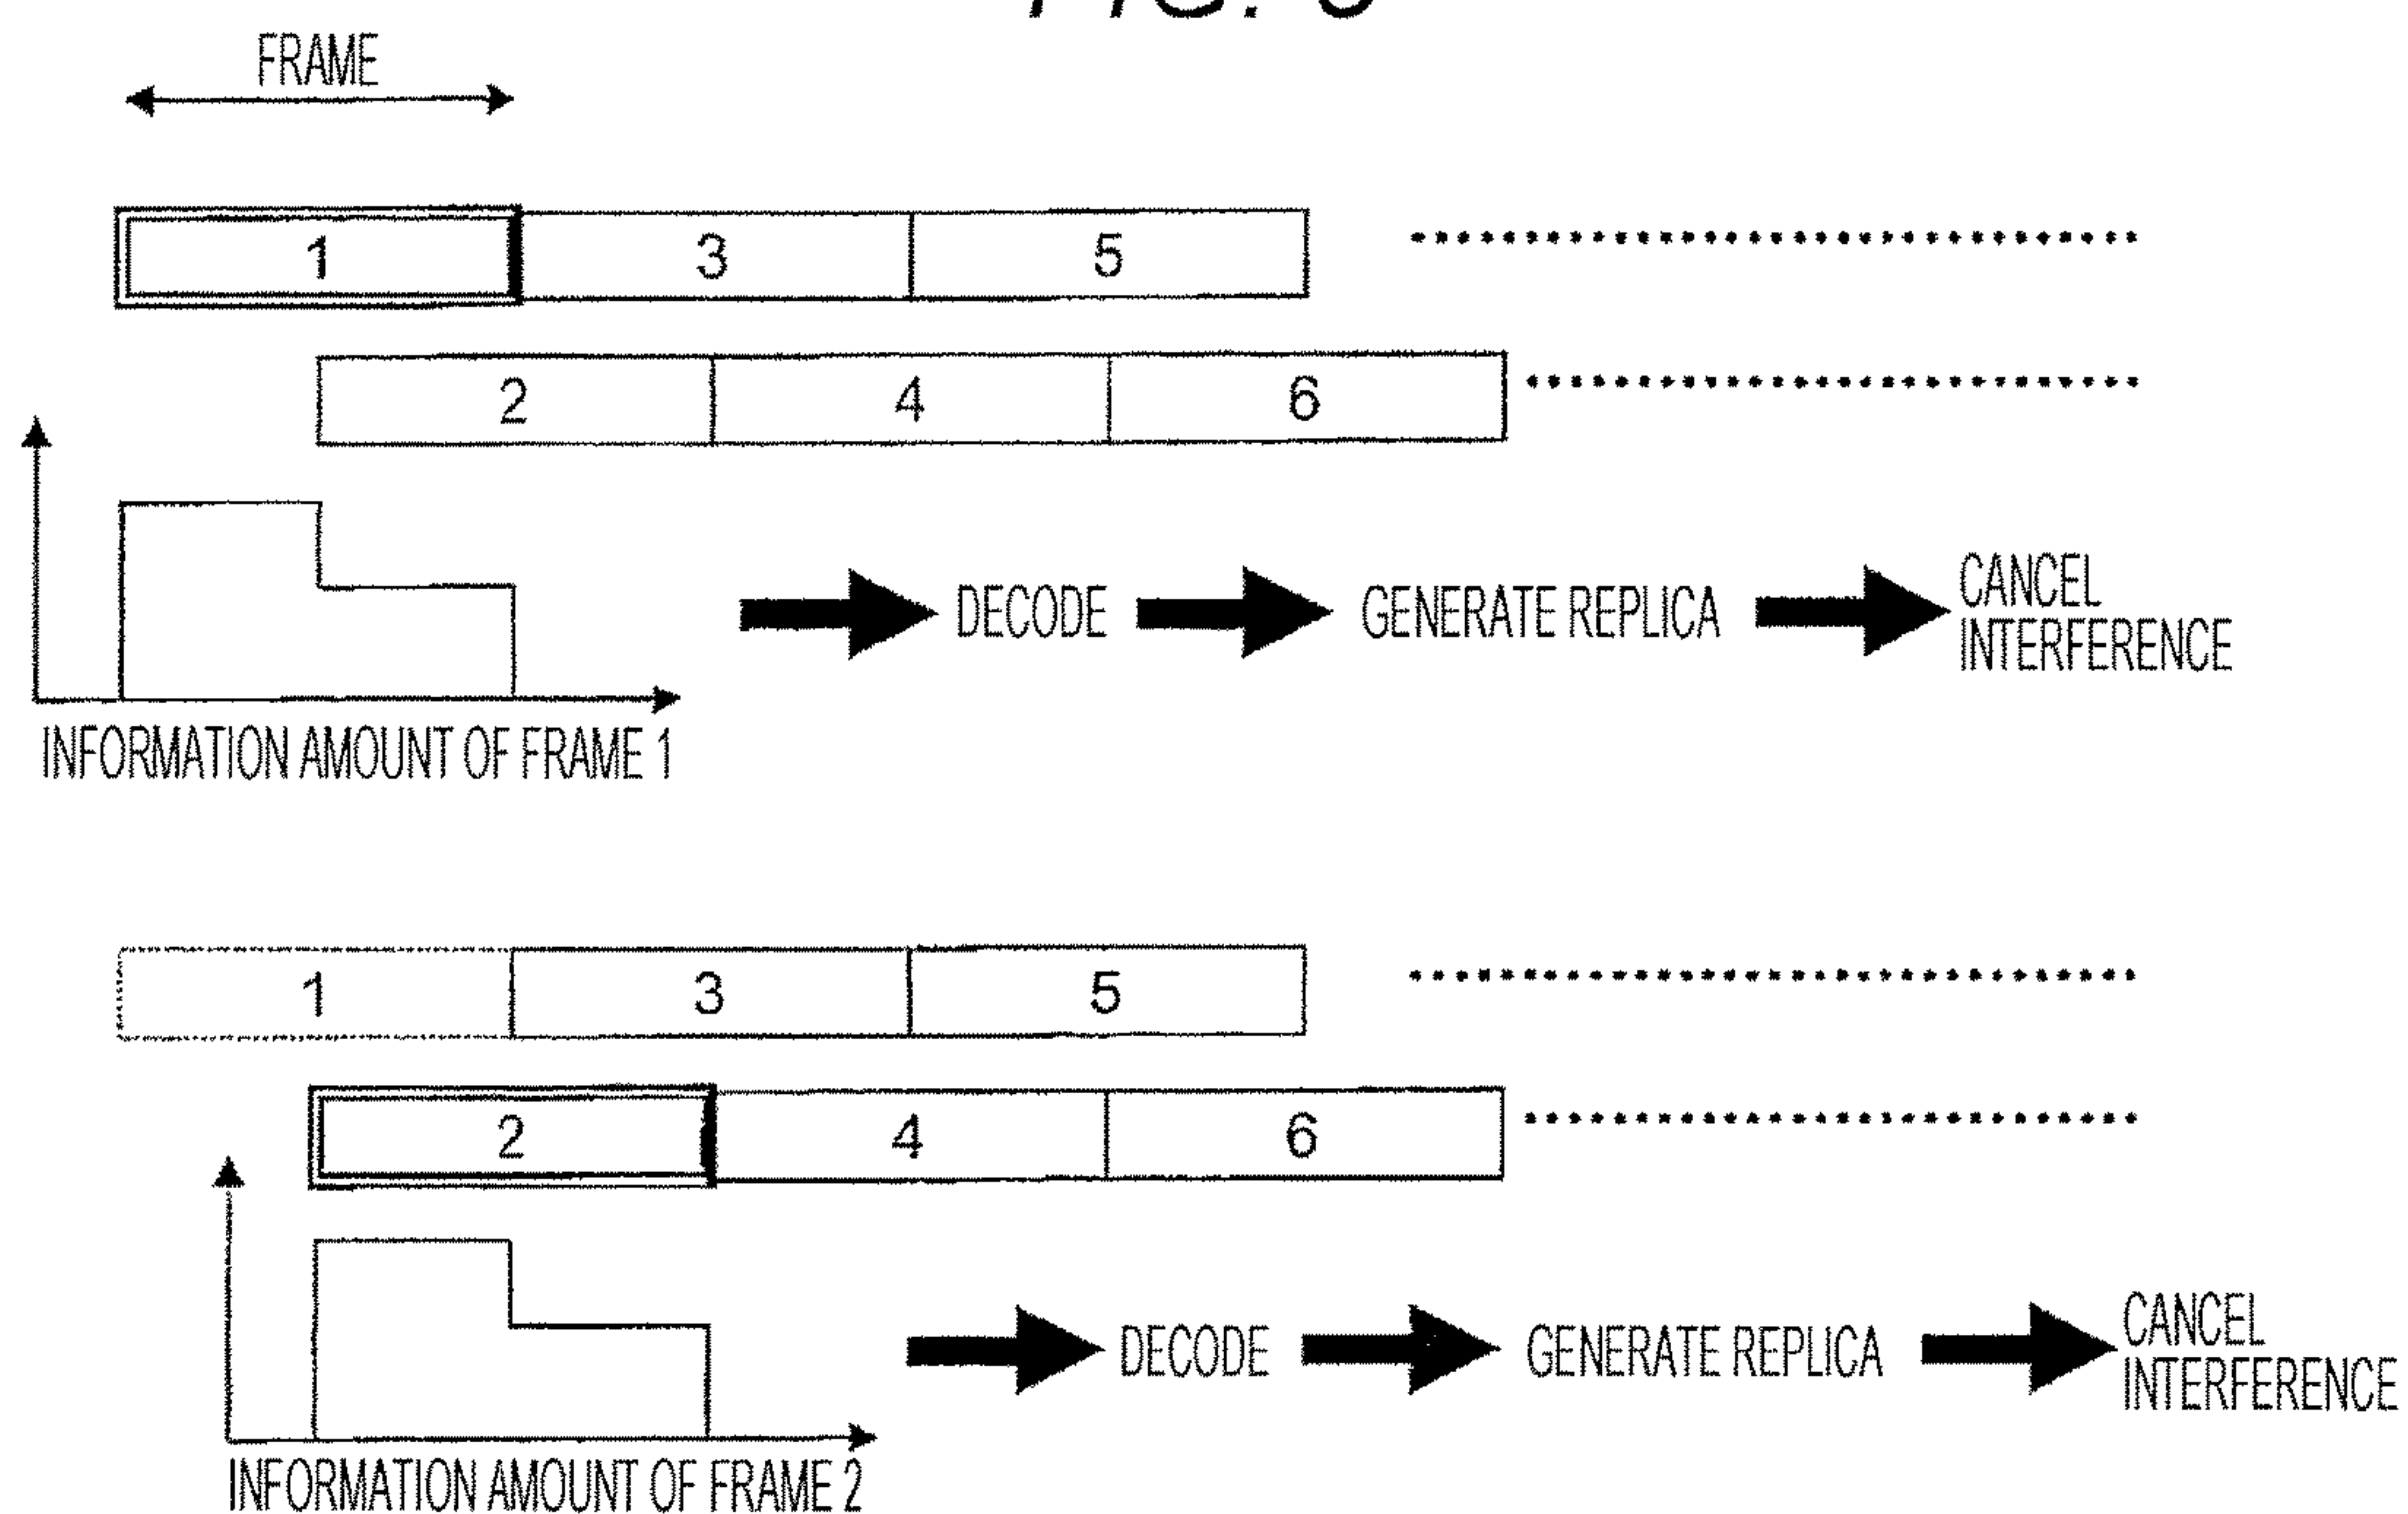 FRAME
1 3 5
2 4 6
DECODE GENERATE REPLICA CANCEL
INTERFERENCE
INFORMATION AMOUNT OF FRAME 1
1 3 5
2 4 6
DECODE GENERATE REPLICA CANCEL
INTERFERENCE
INFORMATION AMOUNT OF FRAME 2